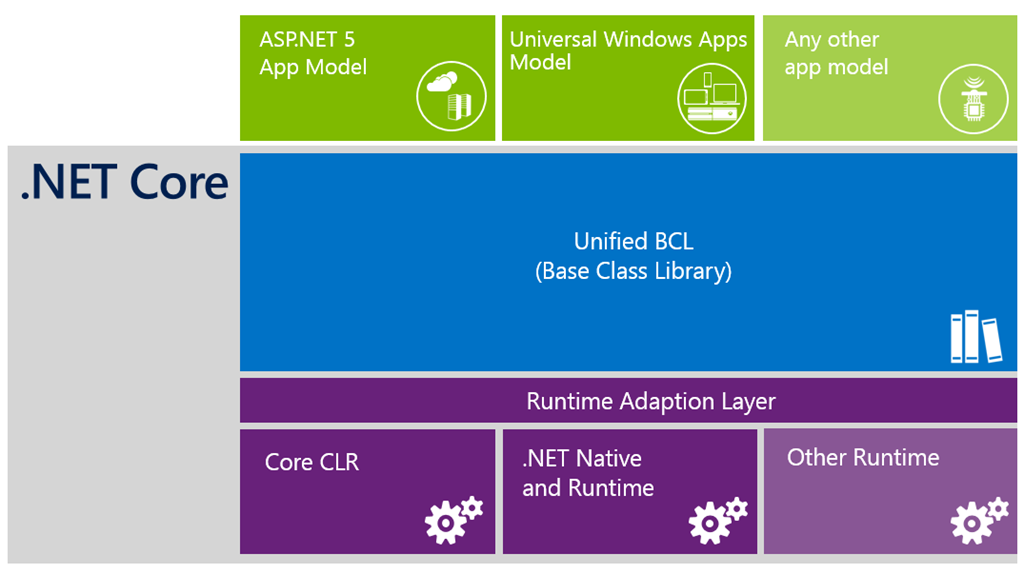 ASP.NET 5
App Model
Universal Windows Apps
Model
Any other
app model
.NET Core
Unified BCL
(Base Class Library)
Runtime Adaption Layer
Core CLR
.NET Native
and Runtime
Other Runtime